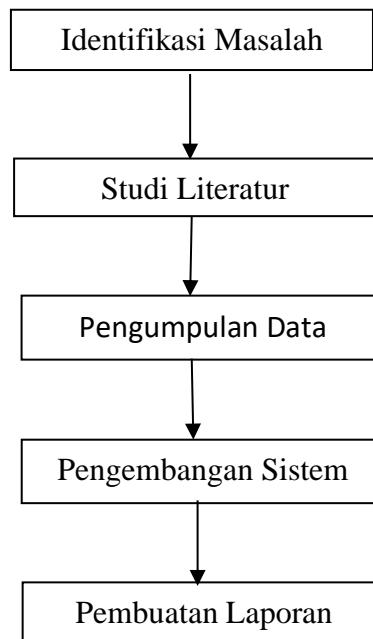 Identifikasi Masalah
Studi Literatur
Pengumpulan Data
Pengembangan Sistem
Pembuatan Laporan